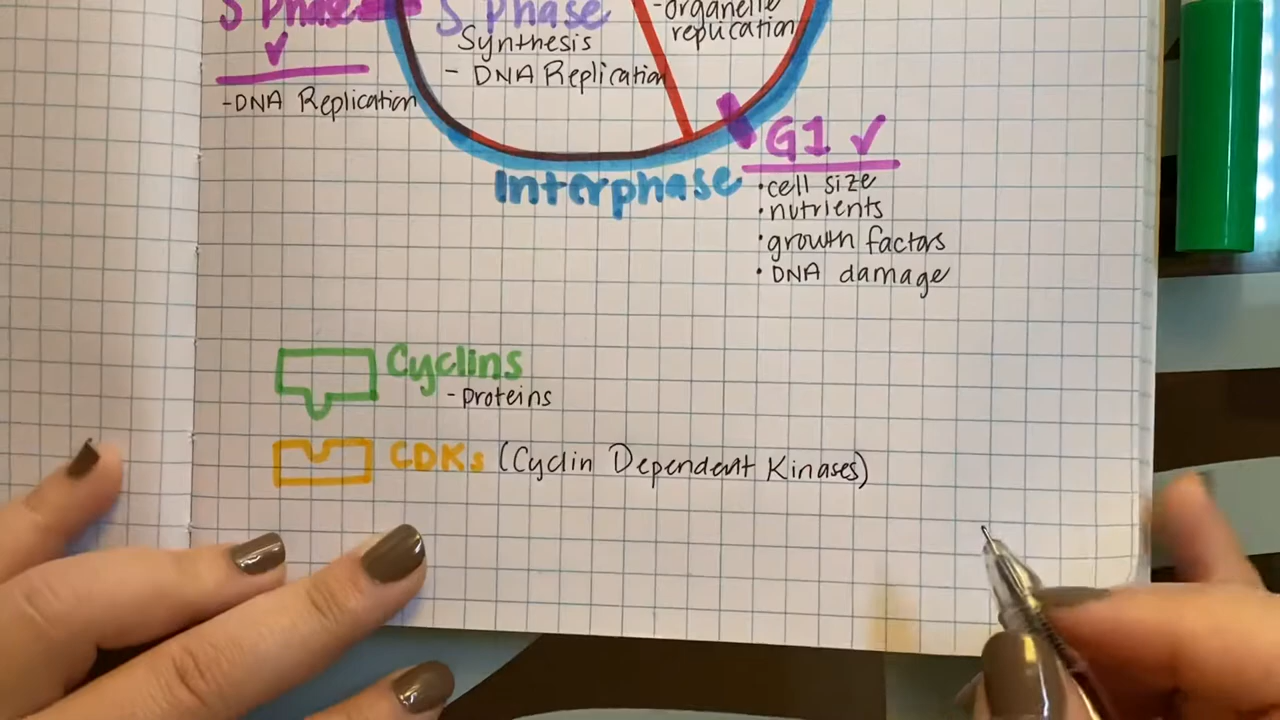 S Phase
- DNA Replication
S Phase
Synthesis
- DNA Replication
- organelle
replication
Interphase
G1 ✓
• cell size
• nutrients
• growth factors
• DNA damage
Cyclins
- proteins
CDKs (Cyclin Dependent Kinases)